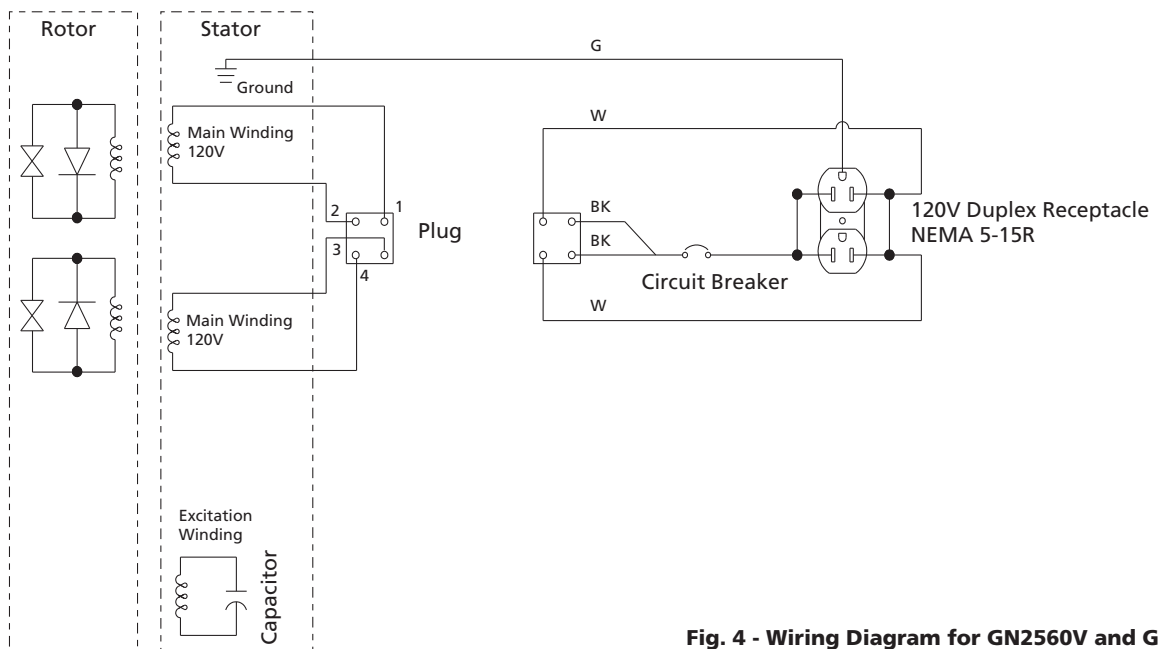 Rotor
Stator
G
Ground
W
Main Winding
120V
2
1
Plug
3
4
BK
BK
Circuit Breaker
120V Duplex Receptacle
NEMA 5-15R
W
Main Winding
120V
Excitation
Winding
Capacitor
Fig. 4 - Wiring Diagram for GN2560V and G